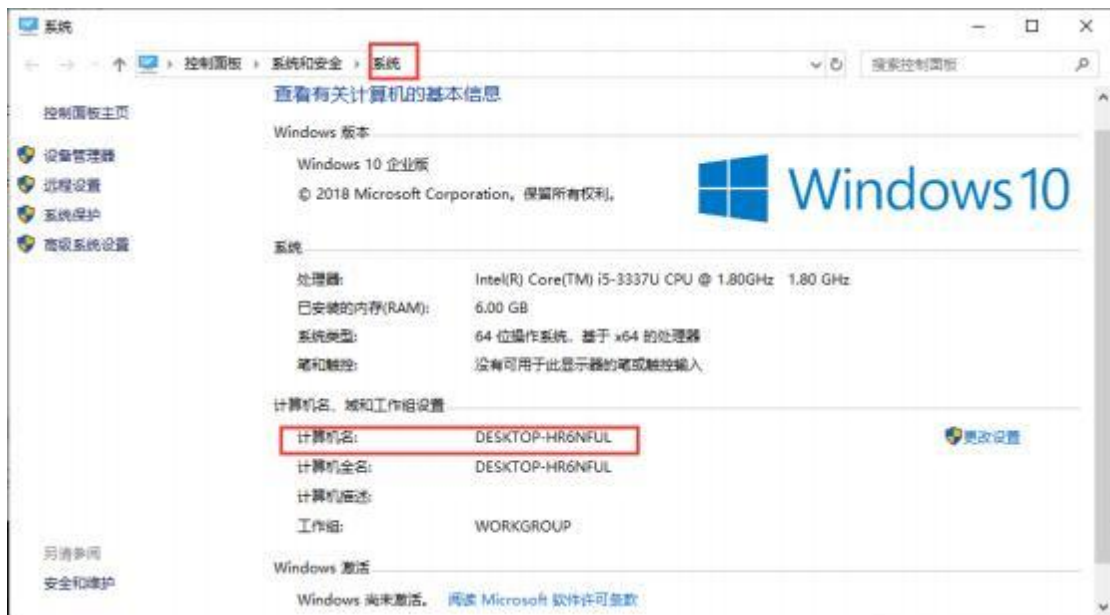 系统
控制面板 › 系统和安全 › 系统
搜索控制面板
控制面板主页
设备管理器
远程设置
系统保护
高级系统设置
另请参阅
安全和维护
查看有关计算机的基本信息
Windows 版本
Windows 10 企业版
© 2018 Microsoft Corporation。保留所有权利。
Windows 10
系统
处理器: Intel(R) Core(TM) i5-3337U CPU @ 1.80GHz 1.80 GHz
已安装的内存(RAM): 6.00 GB
系统类型: 64 位操作系统，基于 x64 的处理器
笔和触控: 没有可用于此显示器的笔或触控输入
计算机名、域和工作组设置
计算机名: DESKTOP-HR6NFUL
更改设置
计算机全名: DESKTOP-HR6NFUL
计算机描述:
工作组: WORKGROUP
Windows 激活
Windows 尚未激活。 阅读 Microsoft 软件许可条款